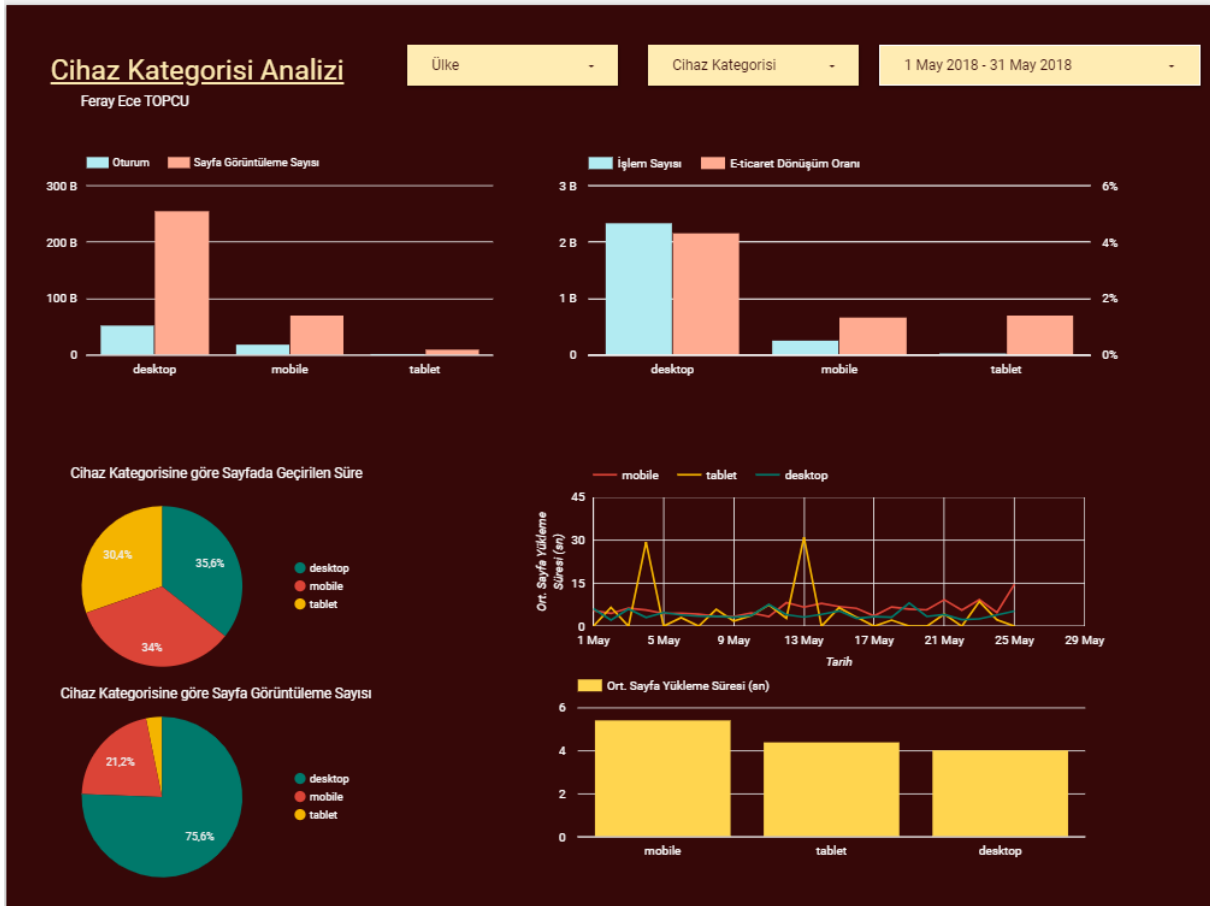 Cihaz Kategorisi Analizi
Feray Ece TOPCU
Ülke
Cihaz Kategorisi
1 May 2018 - 31 May 2018
Oturum Sayfa Görüntüleme Sayısı
300 B
200 B
100 B
0
desktop mobile tablet
İşlem Sayısı E-ticaret Dönüşüm Oranı
3 B 6%
2 B 4%
1 B 2%
0 0%
desktop mobile tablet
Cihaz Kategorisine göre Sayfada Geçirilen Süre
30,4%
35,6%
34%
desktop
mobile
tablet
mobile tablet desktop
Ort. Sayfa Yükleme
Süresi (sn)
45
30
15
0
1 May 5 May 9 May 13 May 17 May 21 May 25 May 29 May
Tarih
Cihaz Kategorisine göre Sayfa Görüntüleme Sayısı
21,2%
75,6%
desktop
mobile
tablet
Ort. Sayfa Yükleme Süresi (sn)
6
4
2
0
mobile tablet desktop